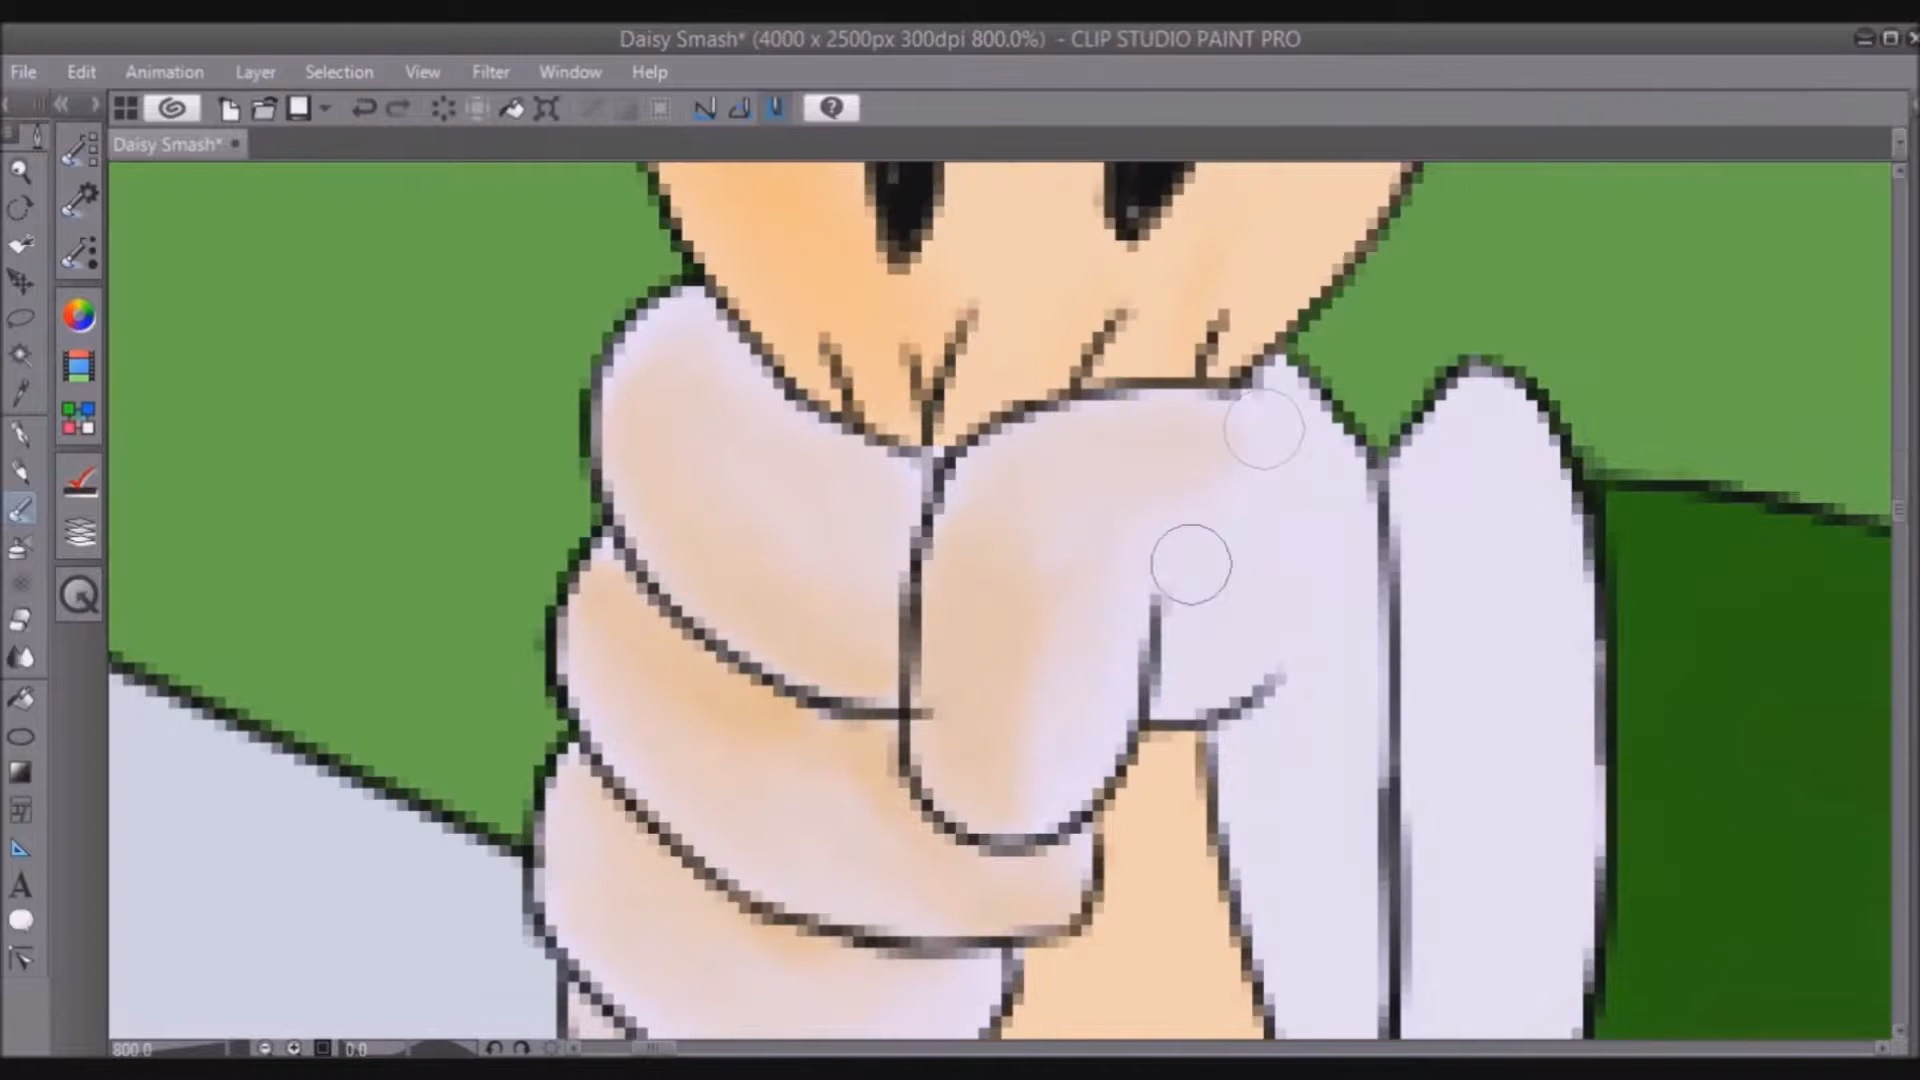 Daisy Smash* (4000 x 2500px 300dpi 800.0%) - CLIP STUDIO PAINT PRO
File Edit Animation Layer Selection View Filter Window Help
Daisy Smash*
A
800.0 0.0